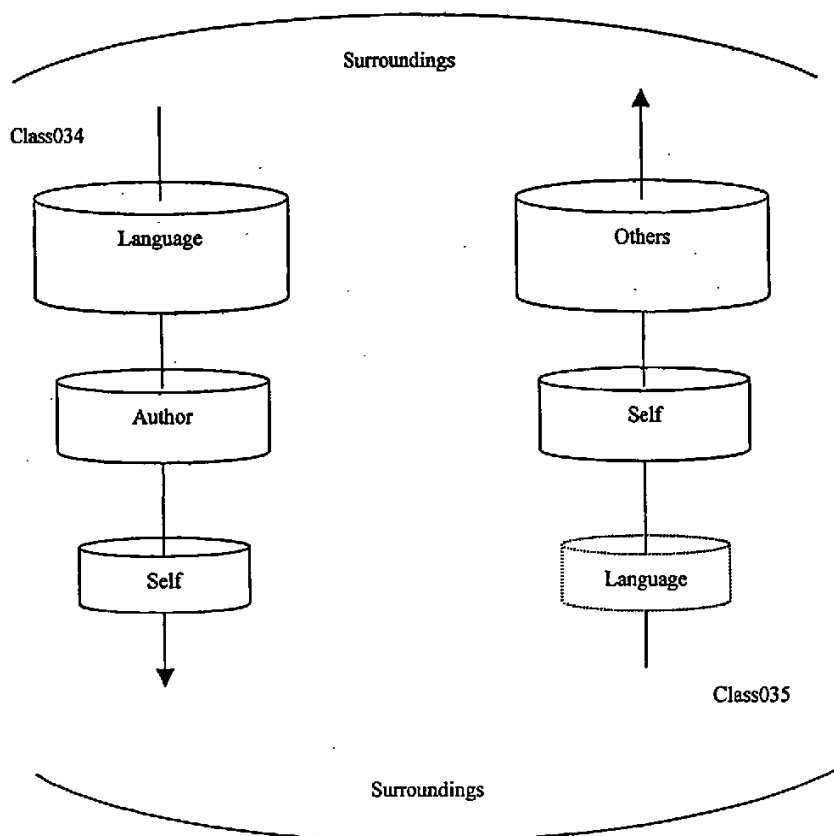 Surroundings
Class034
Language
Others
Author
Self
Self
Language
Class035
Surroundings